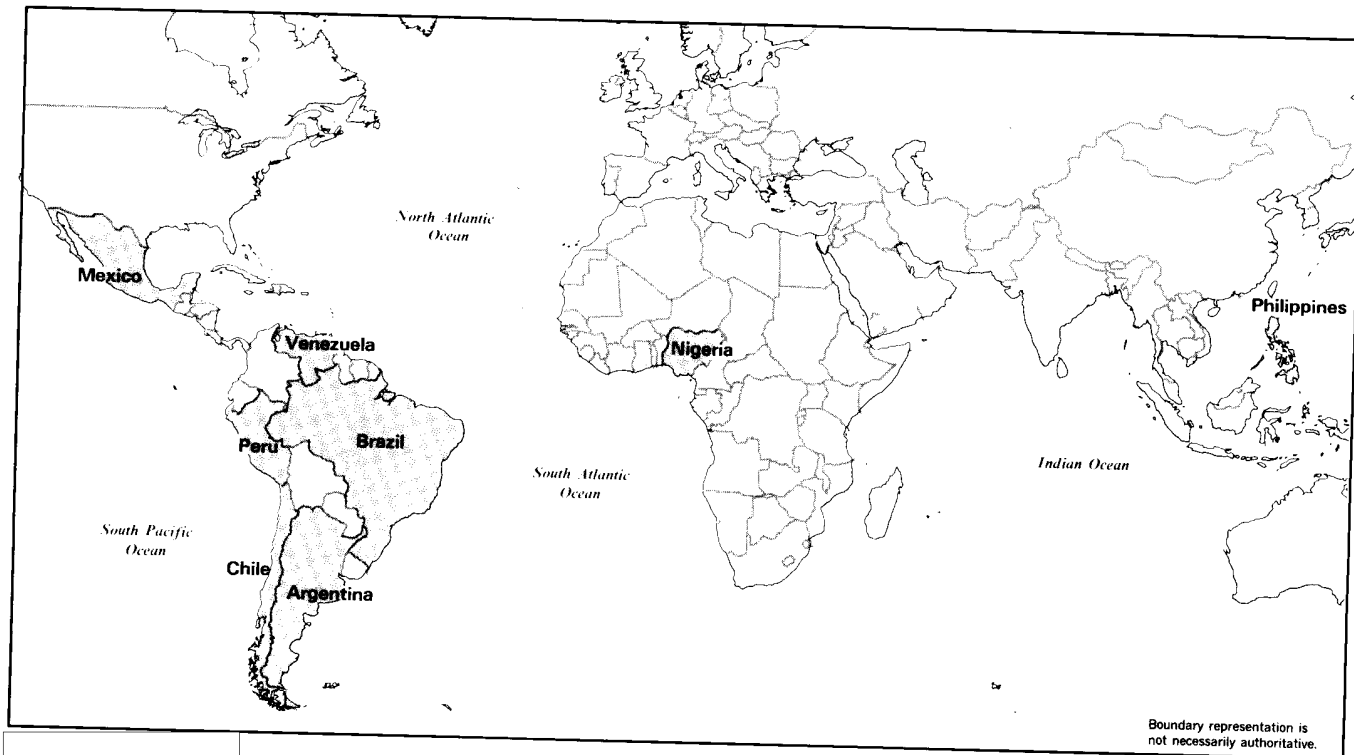 North Atlantic
Ocean
Mexico
Philippines
Venezuela
Nigeria
Peru
Brazil
South Atlantic
Ocean
Indian Ocean
South Pacific
Ocean
Chile
Argentina
Boundary representation is
not necessarily authoritative.